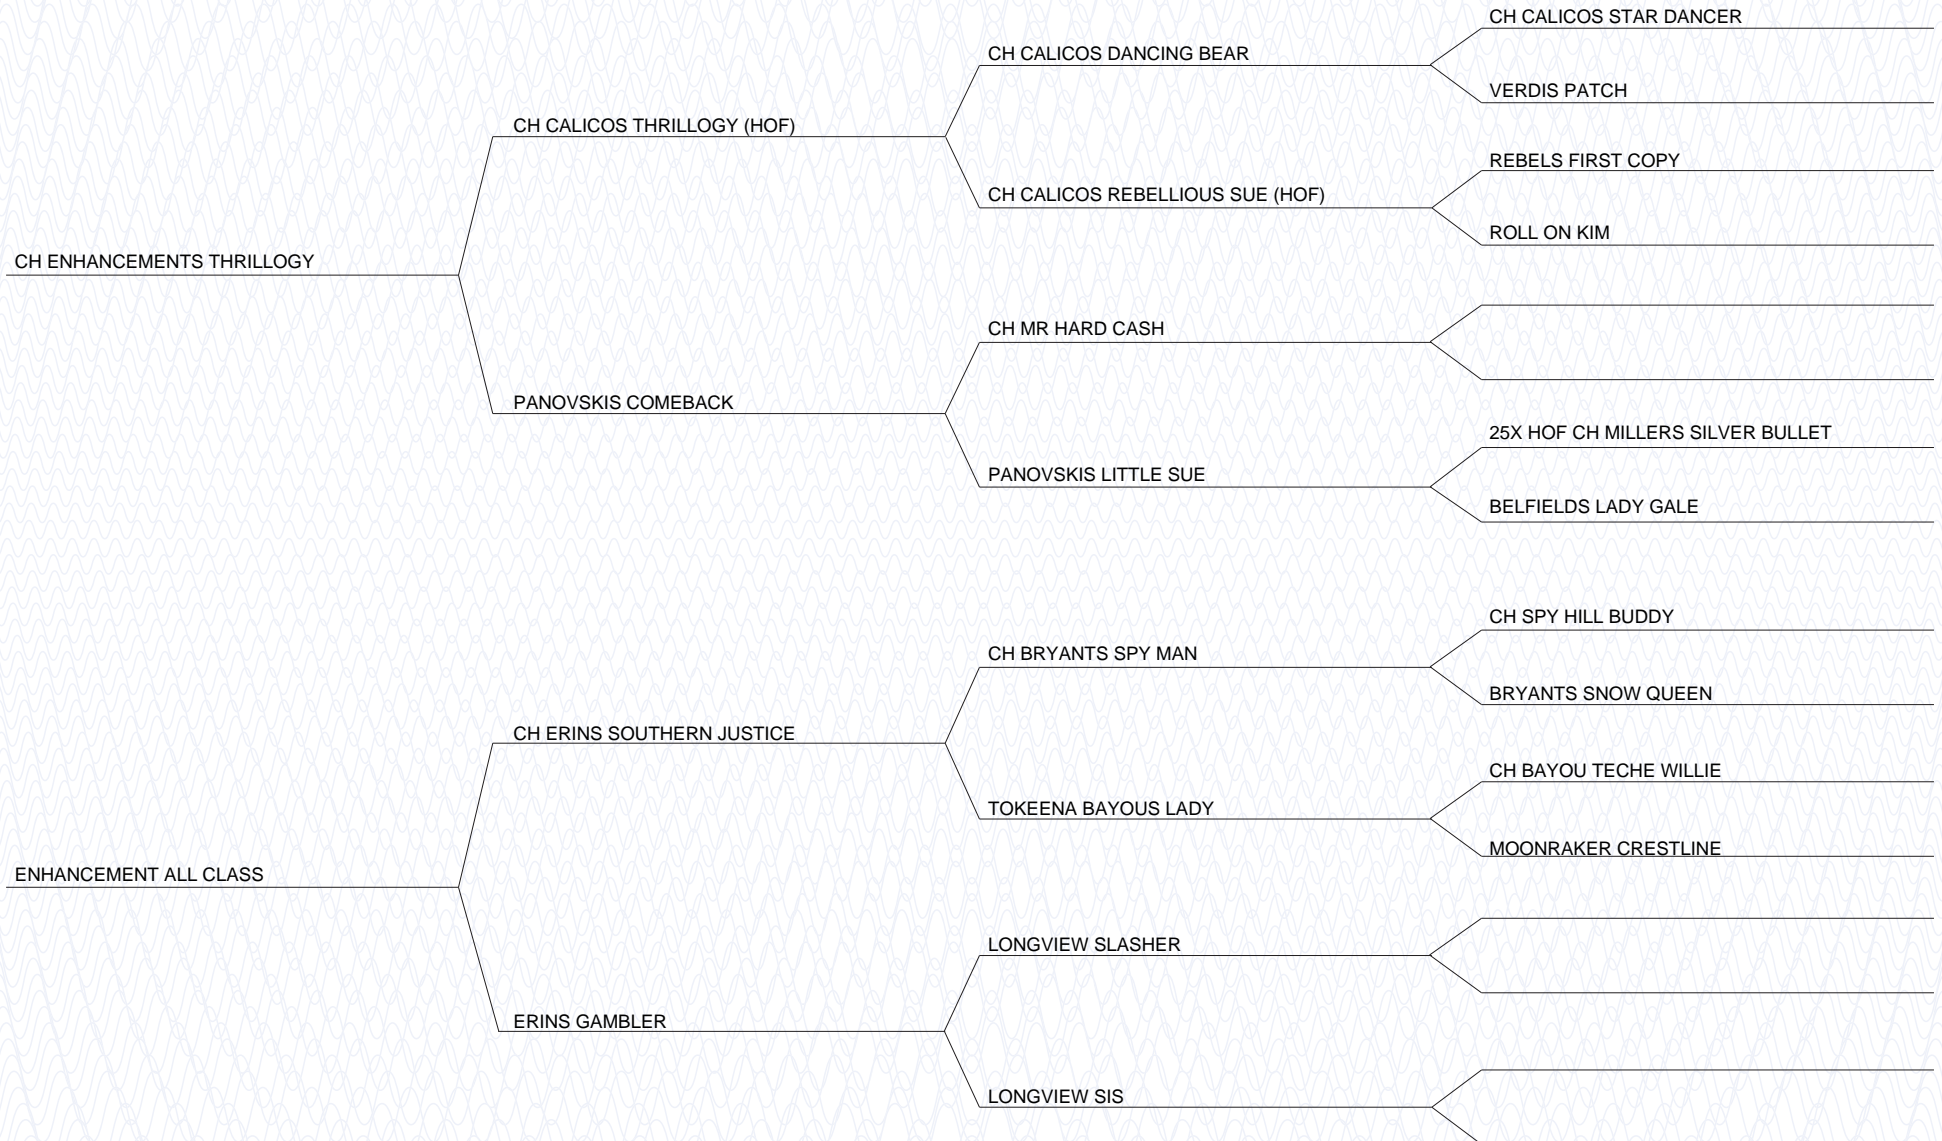 CH CALICOS STAR DANCER
CH CALICOS DANCING BEAR
VERDIS PATCH
CH CALICOS THRILLOGY (HOF)
REBELS FIRST COPY
CH CALICOS REBELLIOUS SUE (HOF)
ROLL ON KIM
CH ENHANCEMENTS THRILLOGY
CH MR HARD CASH
PANOVSKIS COMEBACK
25X HOF CH MILLERS SILVER BULLET
PANOVSKIS LITTLE SUE
BELFIELDS LADY GALE
CH SPY HILL BUDDY
CH BRYANTS SPY MAN
BRYANTS SNOW QUEEN
CH ERINS SOUTHERN JUSTICE
CH BAYOU TECHE WILLIE
TOKEENA BAYOUS LADY
MOONRAKER CRESTLINE
ENHANCEMENT ALL CLASS
LONGVIEW SLASHER
ERINS GAMBLER
LONGVIEW SIS